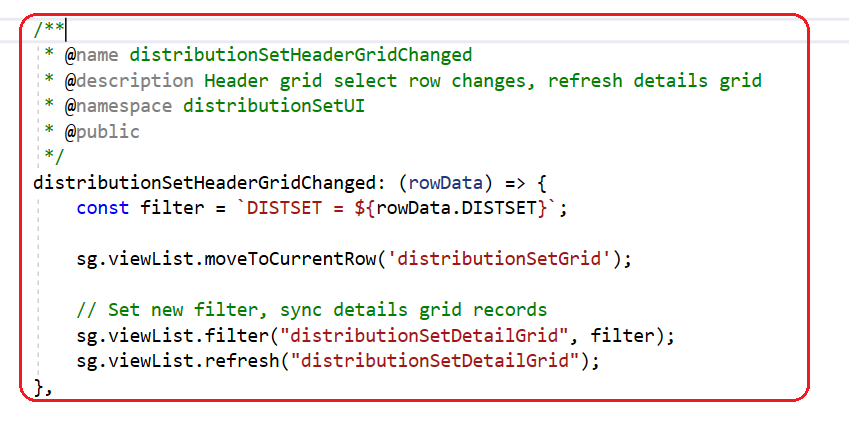 /**
 * @name distributionSetHeaderGridChanged
 * @description Header grid select row changes, refresh details grid
 * @namespace distributionSetUI
 * @public
 */
distributionSetHeaderGridChanged: (rowData) => {
    const filter = `DISTSET = ${rowData.DISTSET}`;
    sg.viewList.moveToCurrentRow('distributionSetGrid');
    // Set new filter, sync details grid records
    sg.viewList.filter("distributionSetDetailGrid", filter);
    sg.viewList.refresh("distributionSetDetailGrid");
},